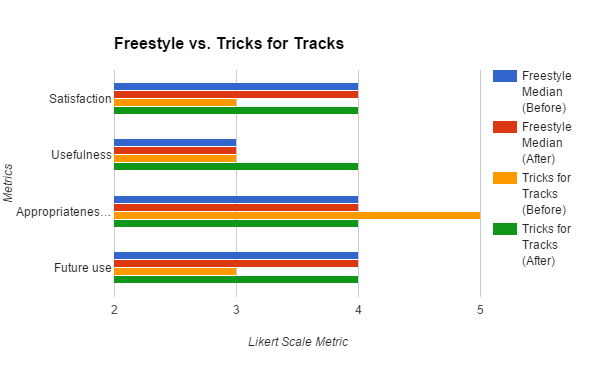 Freestyle vs. Tricks for Tracks
Satisfaction
Usefulness
Appropriatenes...
Future use
Metrics
2 3 4 5
Likert Scale Metric
Freestyle
Median
(Before)
Freestyle
Median
(After)
Tricks for
Tracks
(Before)
Tricks for
Tracks
(After)